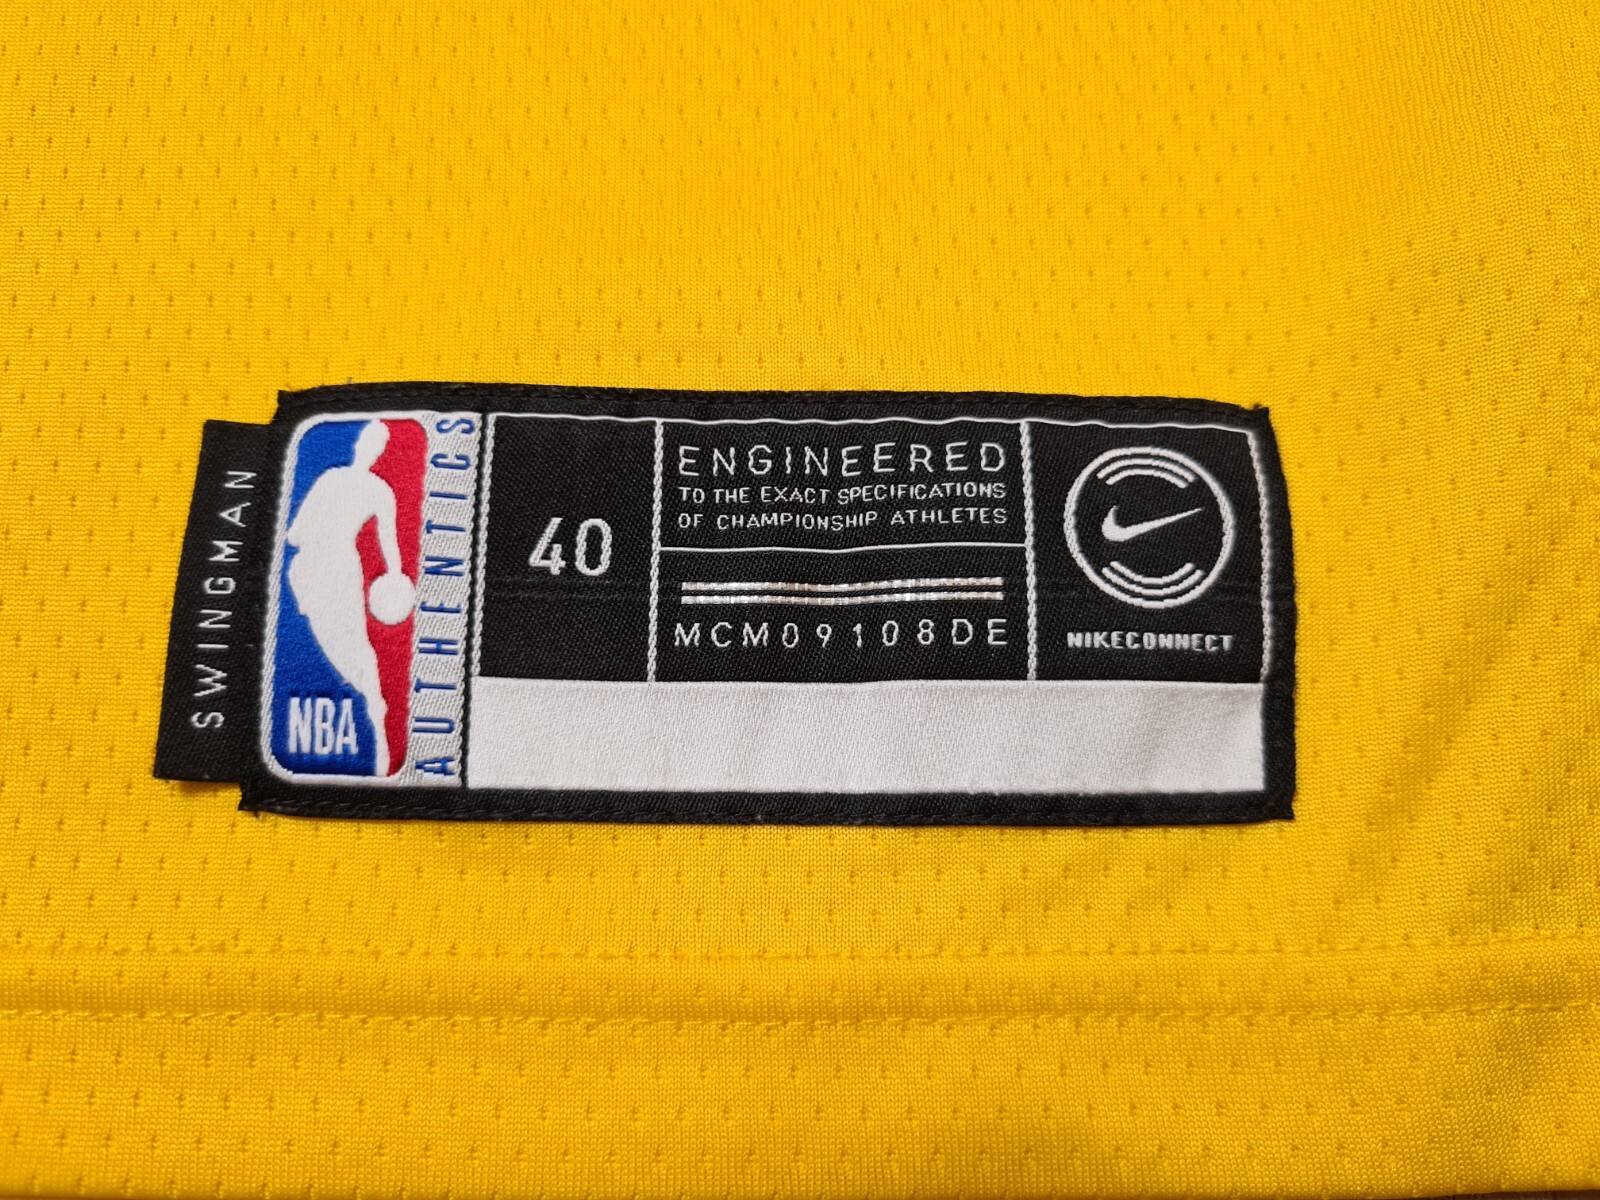 SWINGMAN
NBA
AUTHENTICS
40
ENGINEERED
TO THE EXACT SPECIFICATIONS
OF CHAMPIONSHIP ATHLETES
MCM09108DE
NIKECONNECT